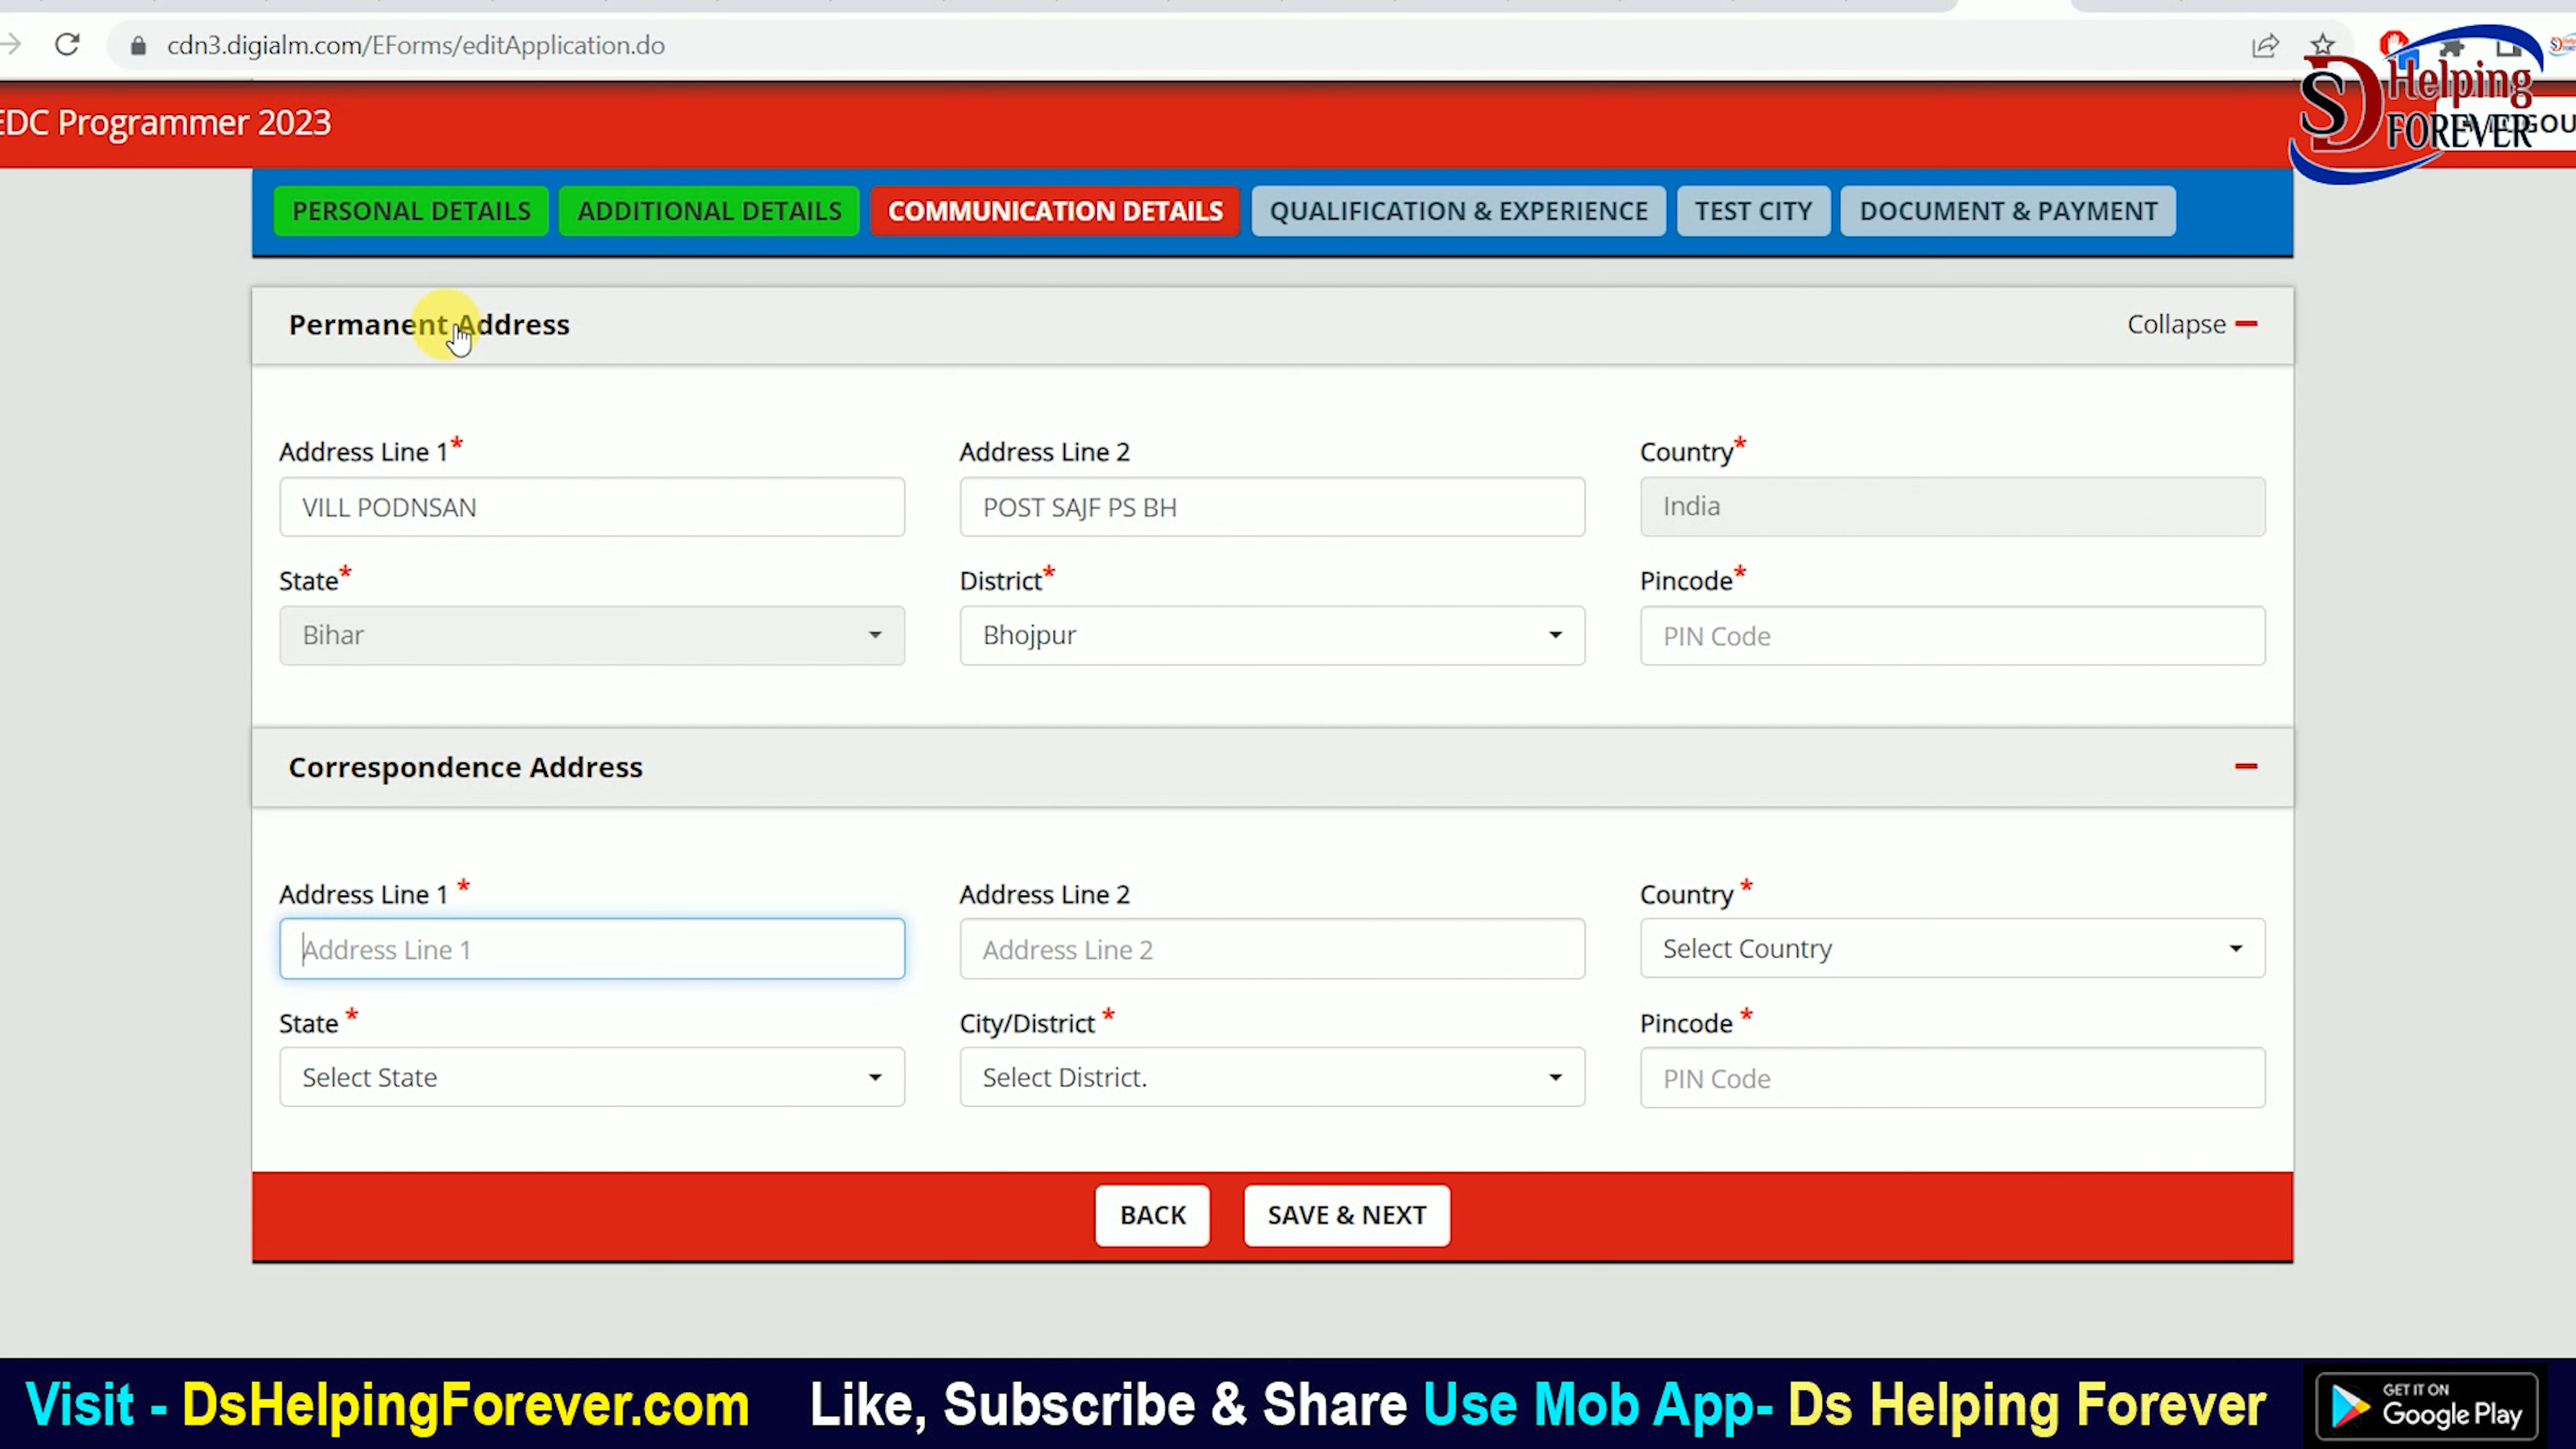 cdn3.digialm.com/EForms/editApplication.do
SD Helping FOREVER
EDC Programmer 2023
PERSONAL DETAILS ADDITIONAL DETAILS COMMUNICATION DETAILS QUALIFICATION & EXPERIENCE TEST CITY DOCUMENT & PAYMENT
Permanent Address Collapse
Address Line 1* Address Line 2 Country*
VILL PODNSAN POST SAJF PS BH India
State* District* Pincode*
Bihar Bhojpur PIN Code
Correspondence Address
Address Line 1 * Address Line 2 Country *
Address Line 1 Address Line 2 Select Country
State * City/District * Pincode *
Select State Select District. PIN Code
BACK SAVE & NEXT
Visit - DsHelpingForever.com Like, Subscribe & Share Use Mob App- Ds Helping Forever GET IT ON Google Play